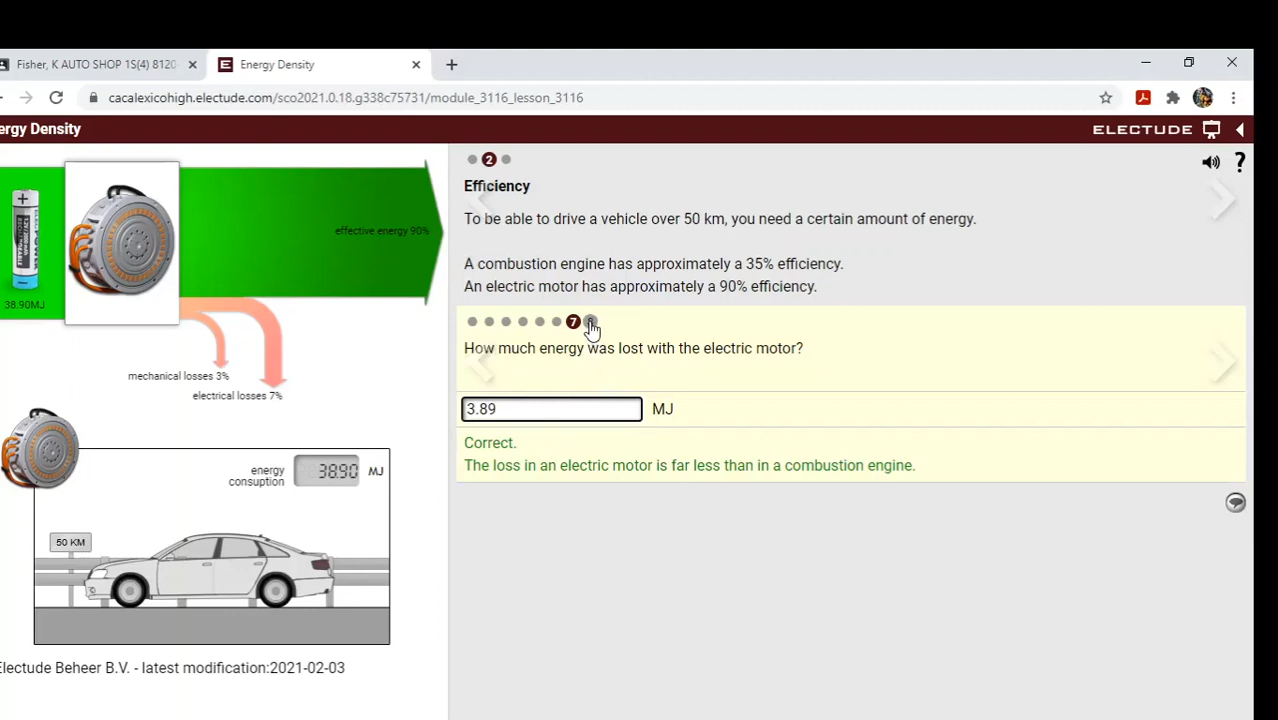 Fisher, K AUTO SHOP 1S(4) 8120
Energy Density
cacalexicohigh.electude.com/sco2021.0.18.g338c75731/module_3116_lesson_3116
ergy Density
ELECTUDE
effective energy 90%
38.90MJ
mechanical losses 3%
electrical losses 7%
energy
consuption
38.90 MJ
50 KM
Electude Beheer B.V. - latest modification:2021-02-03
2
Efficiency
To be able to drive a vehicle over 50 km, you need a certain amount of energy.
A combustion engine has approximately a 35% efficiency.
An electric motor has approximately a 90% efficiency.
7 8
How much energy was lost with the electric motor?
3.89 MJ
Correct.
The loss in an electric motor is far less than in a combustion engine.